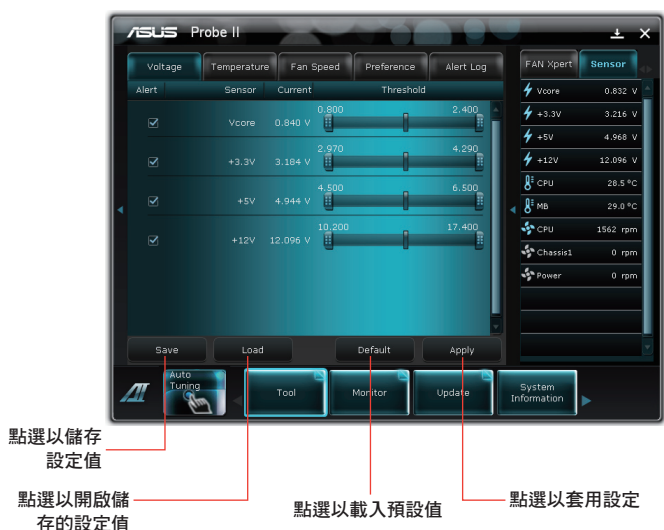 ASUS Probe II
Voltage Temperature Fan Speed Preference Alert Log
Alert Sensor Current Threshold
0.800 2.400
Vcore 0.840 V
2.970 4.290
+3.3V 3.184 V
4.500 6.500
+5V 4.944 V
10.200 17.400
+12V 12.096 V
Save Load Default Apply
FAN Xpert Sensor
Vcore 0.832 V
+3.3V 3.216 V
+5V 4.968 V
+12V 12.096 V
CPU 28.5 °C
MB 29.0 °C
CPU 1562 rpm
Chassis1 0 rpm
Power 0 rpm
Auto
Tuning
Tool Monitor Update
System
Information
點選以儲存
設定值
點選以開啟儲
存的設定值
點選以載入預設值
點選以套用設定